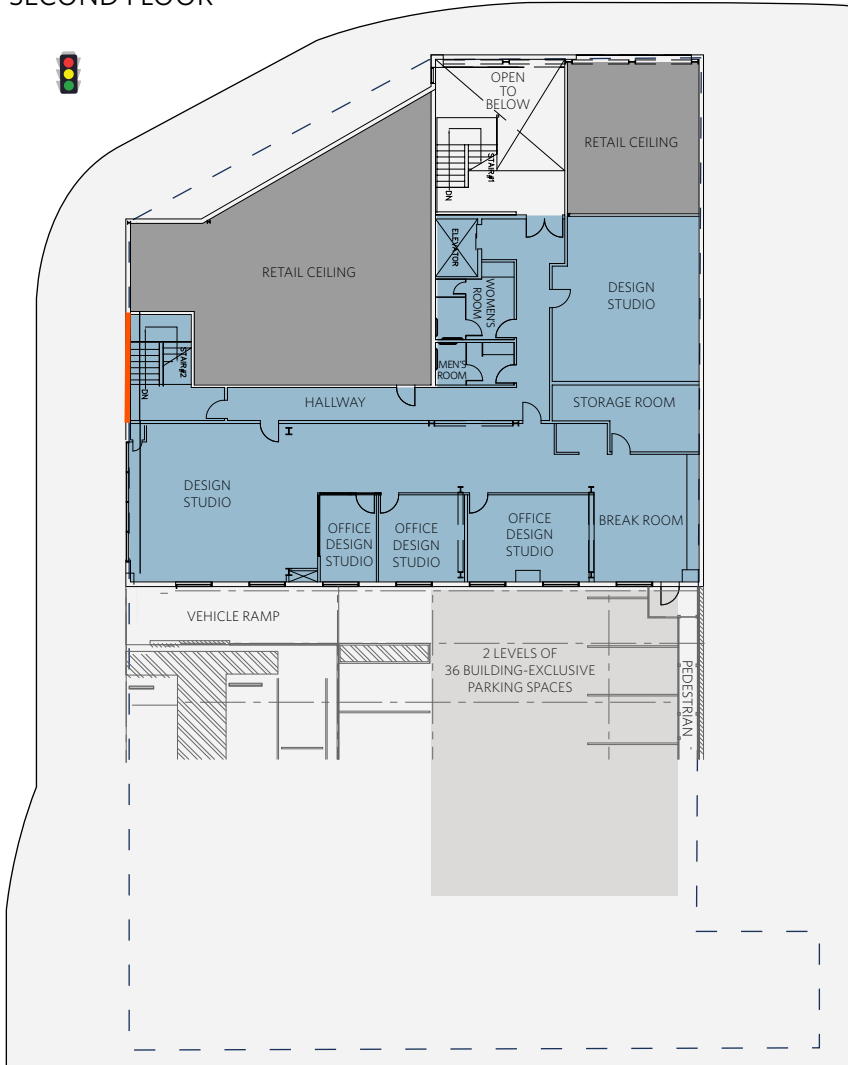 SECOND FLOOR
OPEN
TO
BELOW
RETAIL CEILING
STAIR#1
DN
RETAIL CEILING
ELEVATOR
WOMEN'S
ROOM
DESIGN
STUDIO
MEN'S
ROOM
STAIR#2
DN
HALLWAY
STORAGE ROOM
DESIGN
STUDIO
OFFICE
DESIGN
STUDIO
OFFICE
DESIGN
STUDIO
OFFICE
DESIGN
STUDIO
BREAK ROOM
VEHICLE RAMP
2 LEVELS OF
36 BUILDING-EXCLUSIVE
PARKING SPACES
PEDESTRIAN